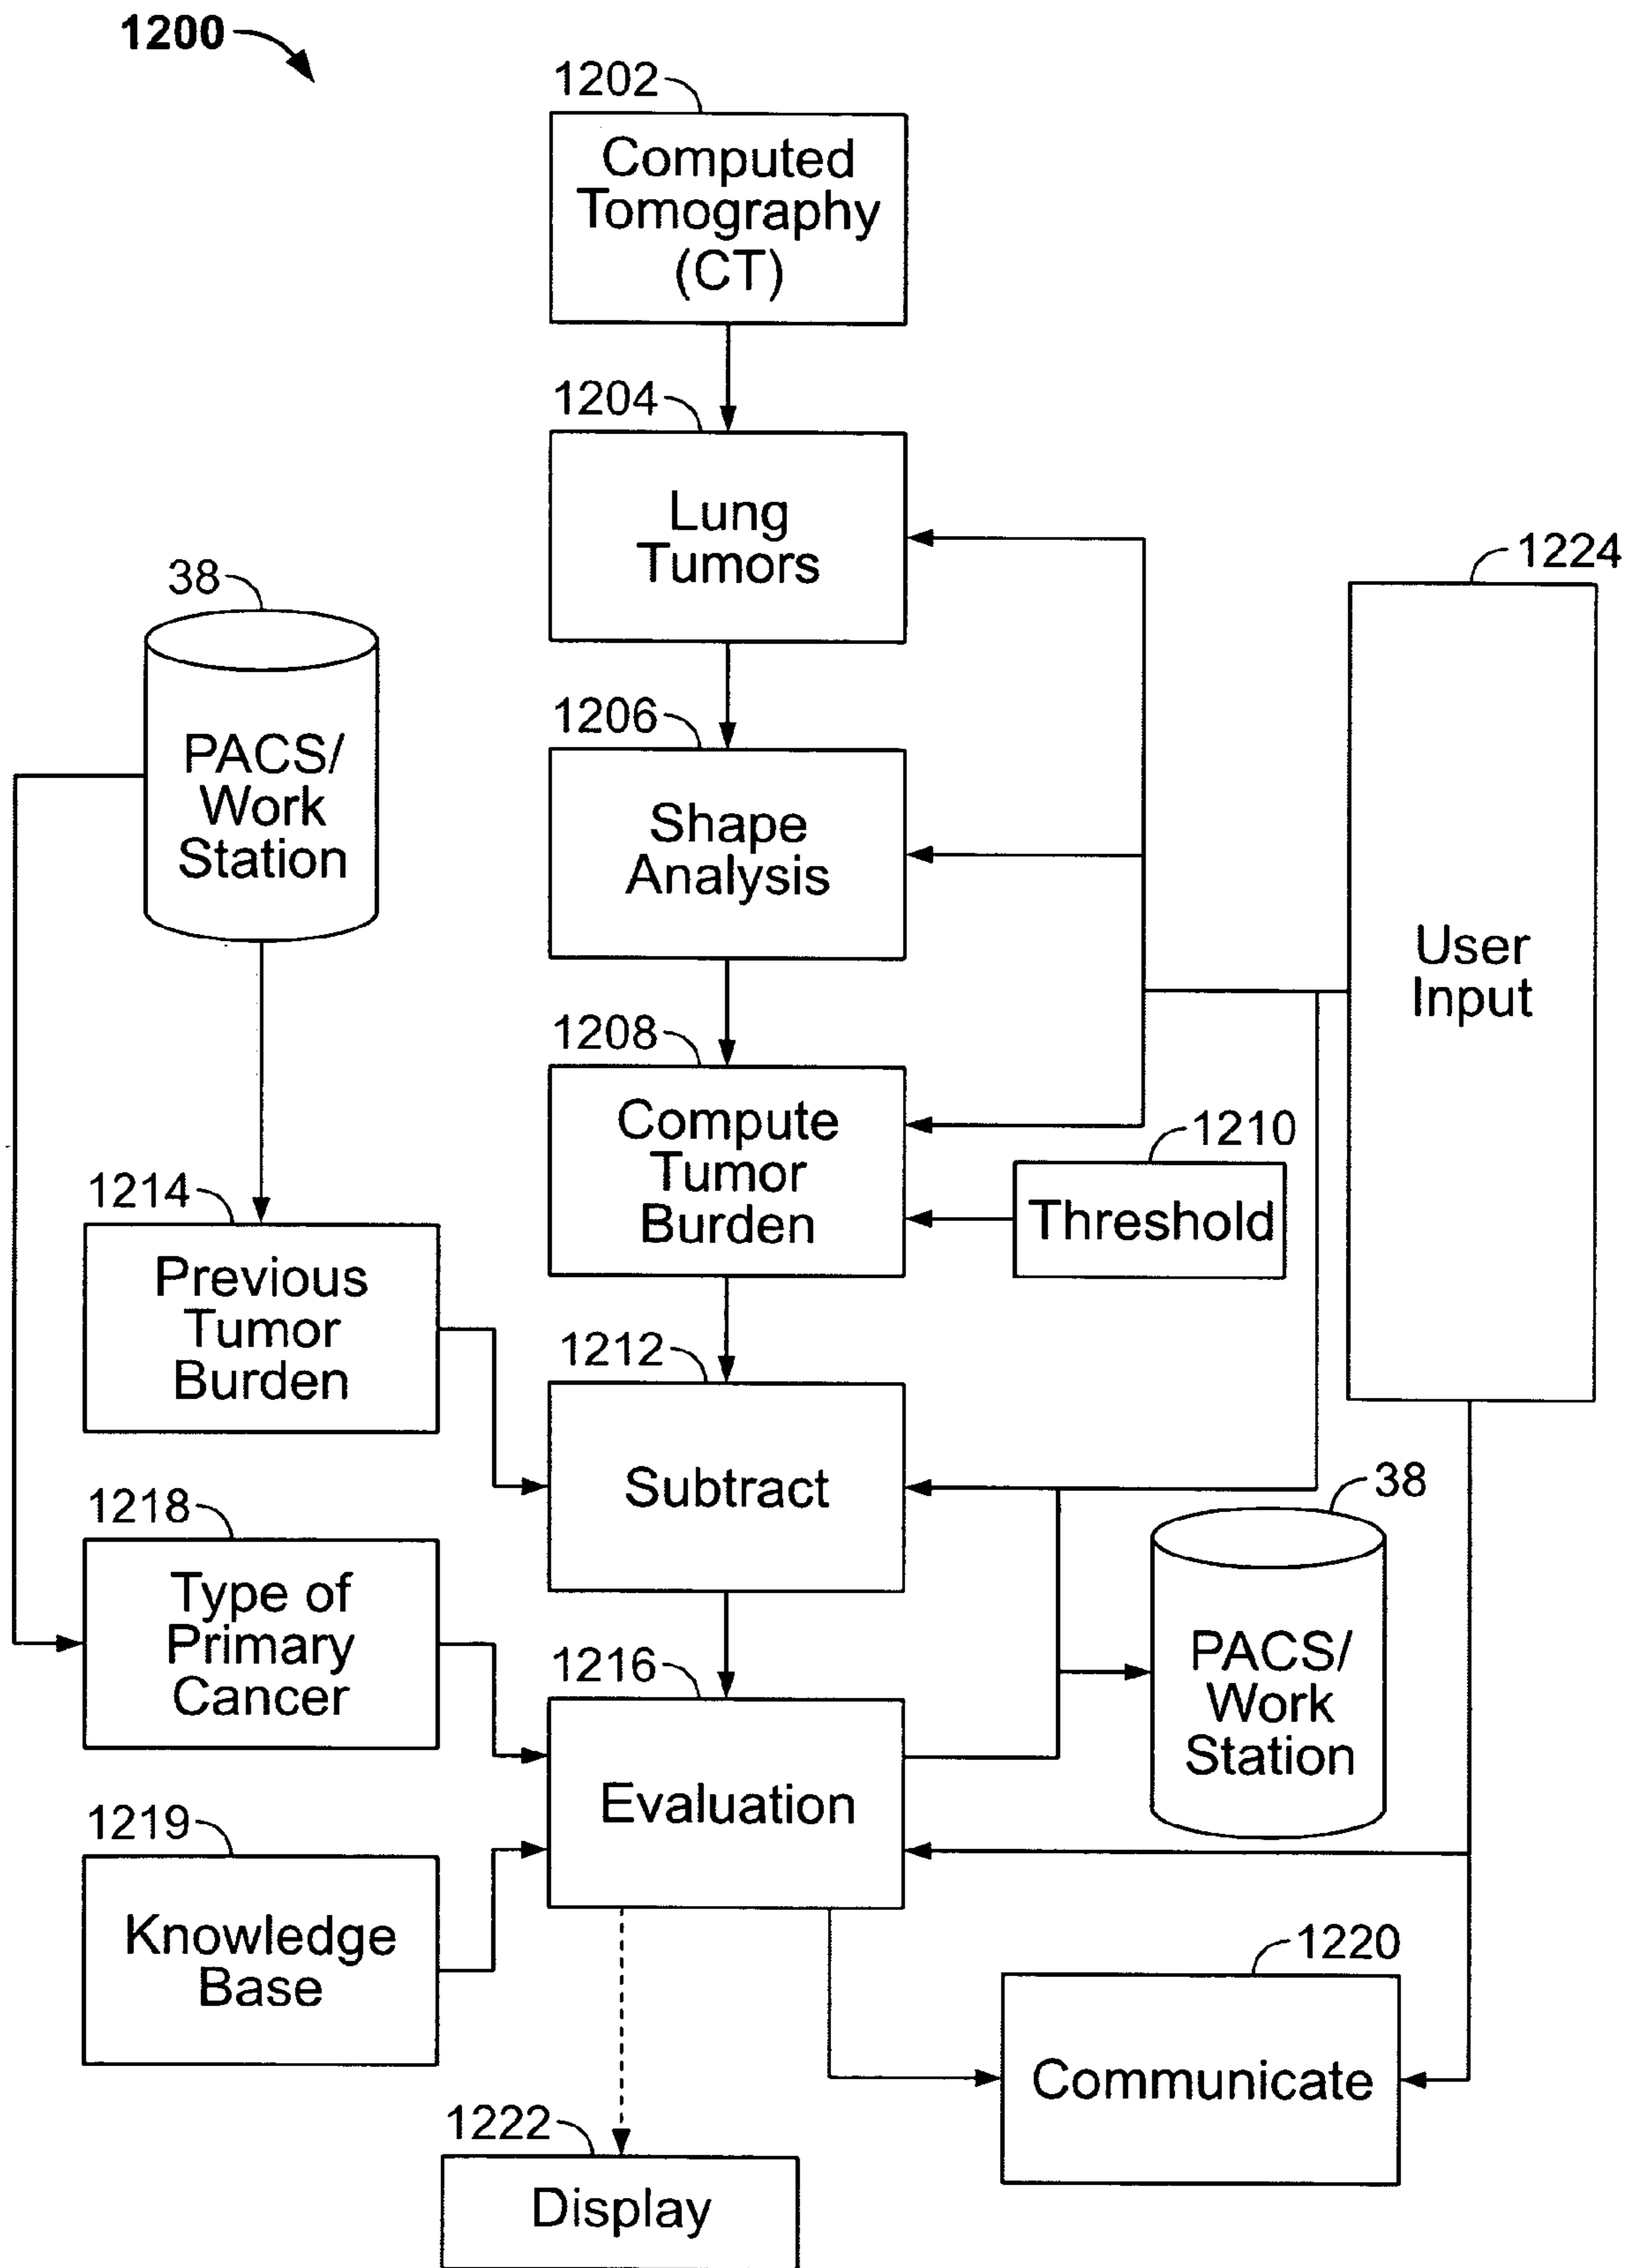 1200
1202
Computed
Tomography
(CT)
1204
Lung
Tumors
38
PACS/
Work
Station
1224
User
Input
1206
Shape
Analysis
1208
Compute
Tumor
Burden
1210
Threshold
1214
Previous
Tumor
Burden
1212
Subtract
38
PACS/
Work
Station
1218
Type of
Primary
Cancer
1216
Evaluation
1219
Knowledge
Base
1220
Communicate
1222
Display